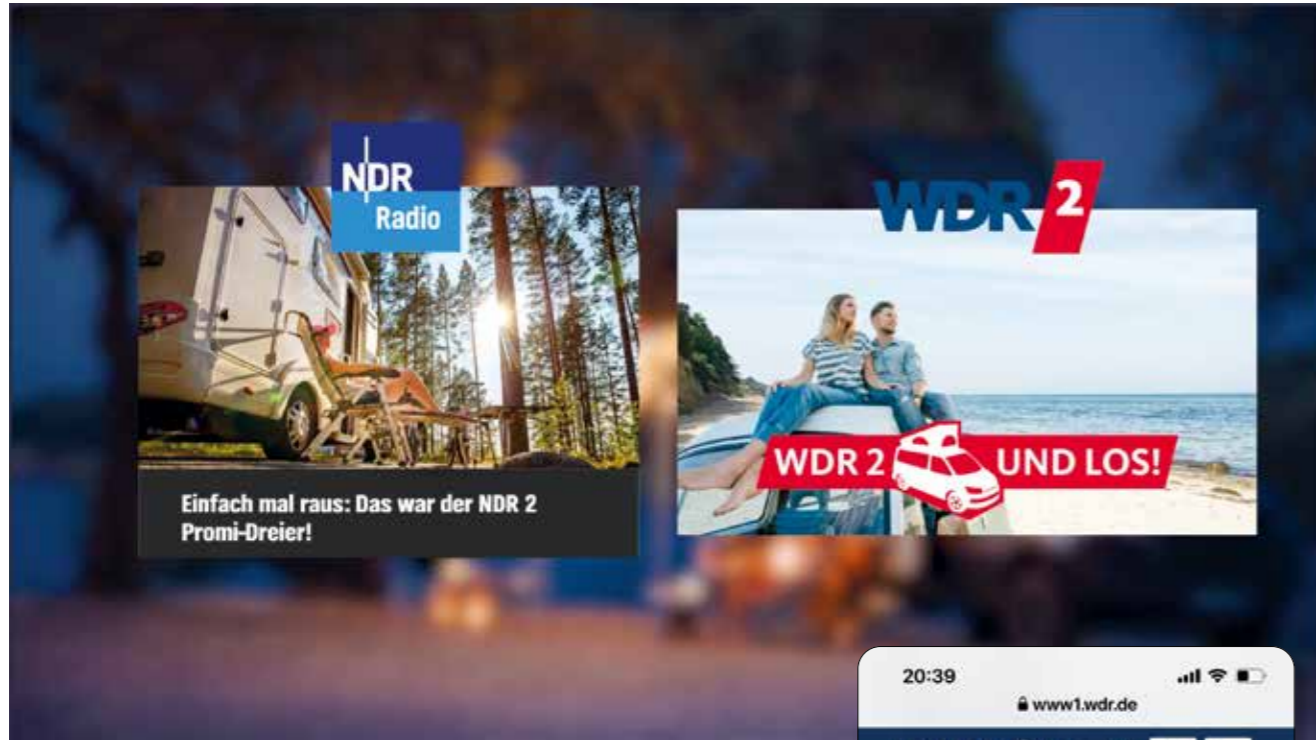 NDR
Radio
WDR 2
WDR 2 UND LOS!
Einfach mal raus: Das war der NDR 2
Promi-Dreier!
20:39
www1.wdr.de